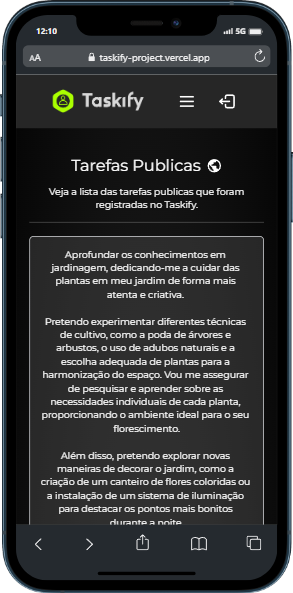 12:10
5G
AA
taskify-project.vercel.app
Taskify
Tarefas Publicas
Veja a lista das tarefas publicas que foram
registradas no Taskify.
Aprofundar os conhecimentos em
jardinagem, dedicando-me a cuidar das
plantas em meu jardim de forma mais
atenta e criativa.
Pretendo experimentar diferentes técnicas
de cultivo, como a poda de árvores e
arbustos, o uso de adubos naturais e a
escolha adequada de plantas para a
harmonização do espaço. Vou me assegurar
de pesquisar e aprender sobre as
necessidades individuais de cada planta,
proporcionando o ambiente ideal para o seu
florescimento.
Além disso, pretendo explorar novas
maneiras de decorar o jardim, como a
criação de um canteiro de flores coloridas ou
a instalação de um sistema de iluminação
para destacar os pontos mais bonitos
durante a noite